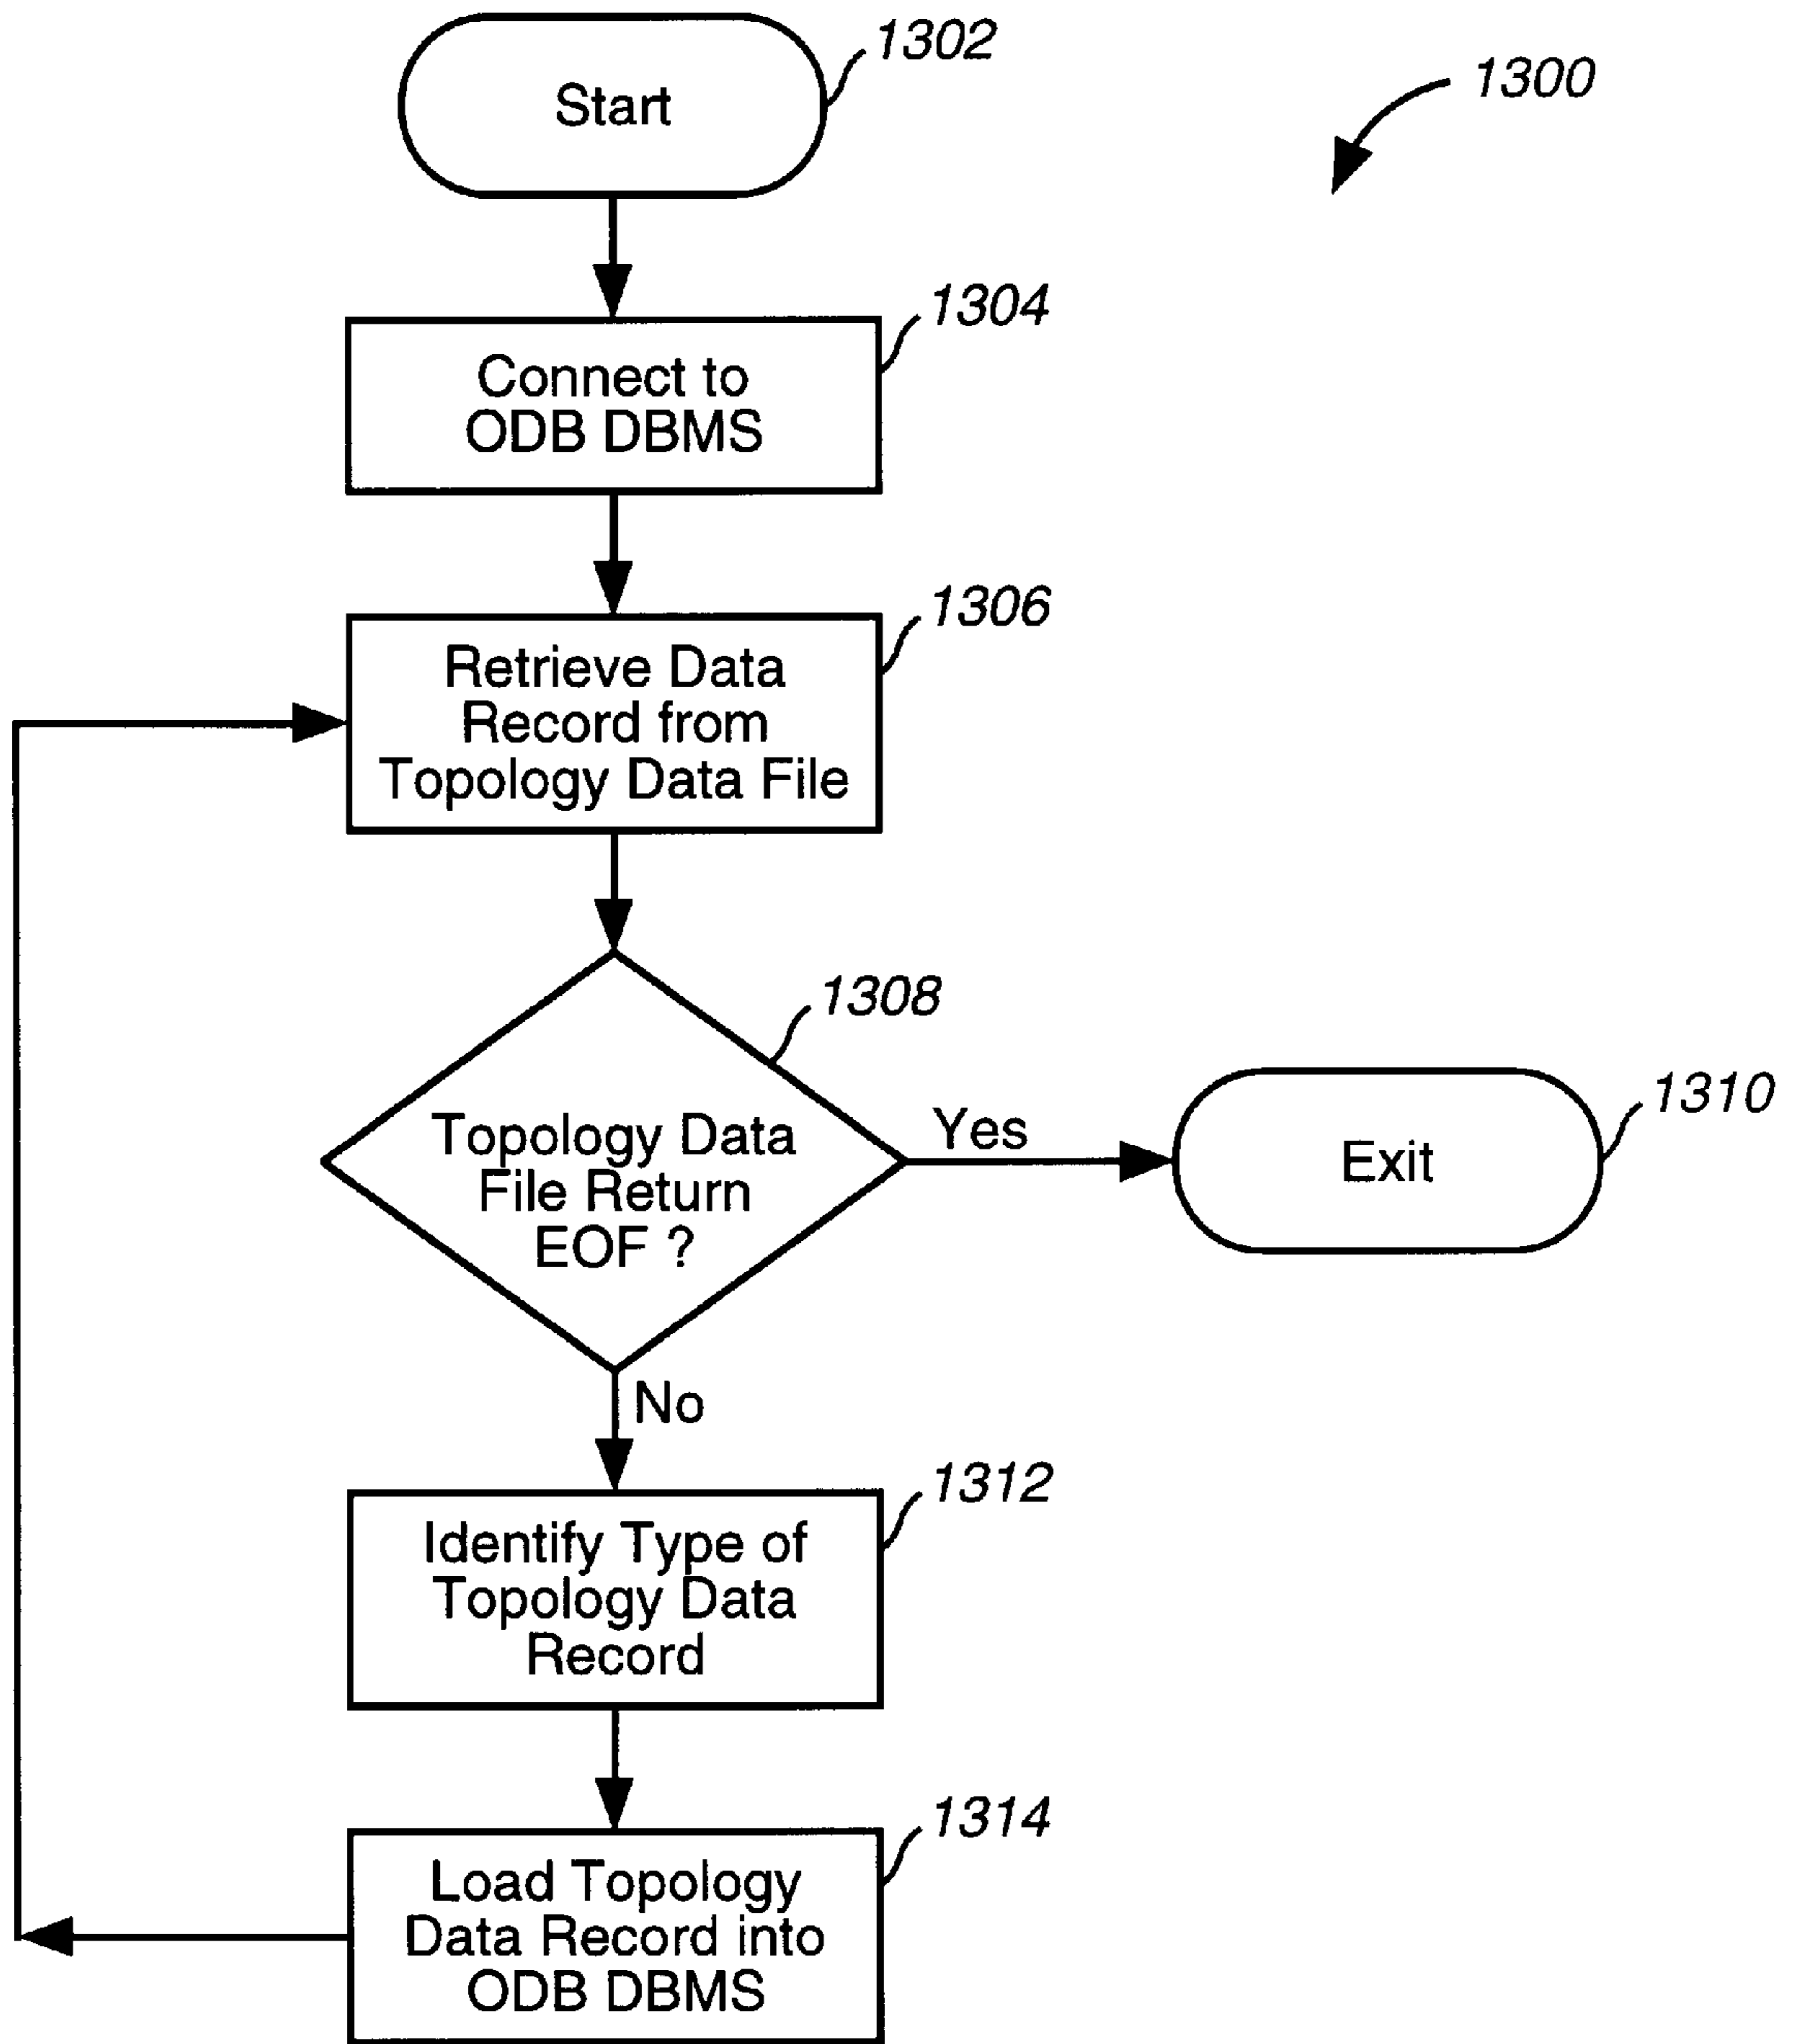 1302
Start
1300
1304
Connect to
ODB DBMS
1306
Retrieve Data
Record from
Topology Data File
1308
Topology Data
File Return
EOF ?
Yes
1310
Exit
No
1312
Identify Type of
Topology Data
Record
1314
Load Topology
Data Record into
ODB DBMS